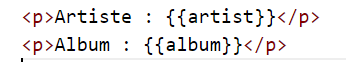 <p>Artiste : {{artist}}</p>
<p>Album : {{album}}</p>